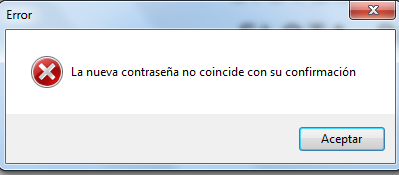 Error
La nueva contraseña no coincide con su confirmación
Aceptar